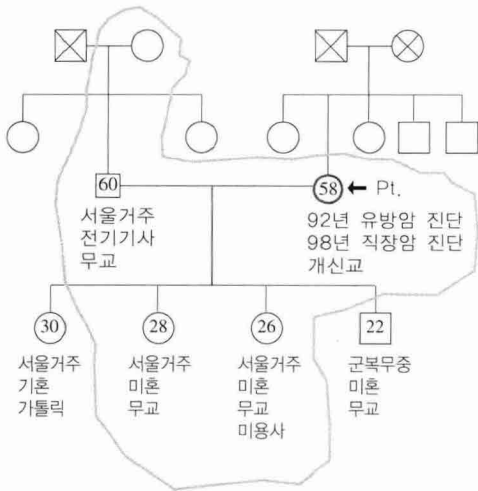 60
서울거주
전기기사
무교
58 ← Pt.
92년 유방암 진단
98년 직장암 진단
개신교
30
서울거주
기혼
가톨릭
28
서울거주
미혼
무교
26
서울거주
미혼
무교
미용사
22
군복무중
미혼
무교